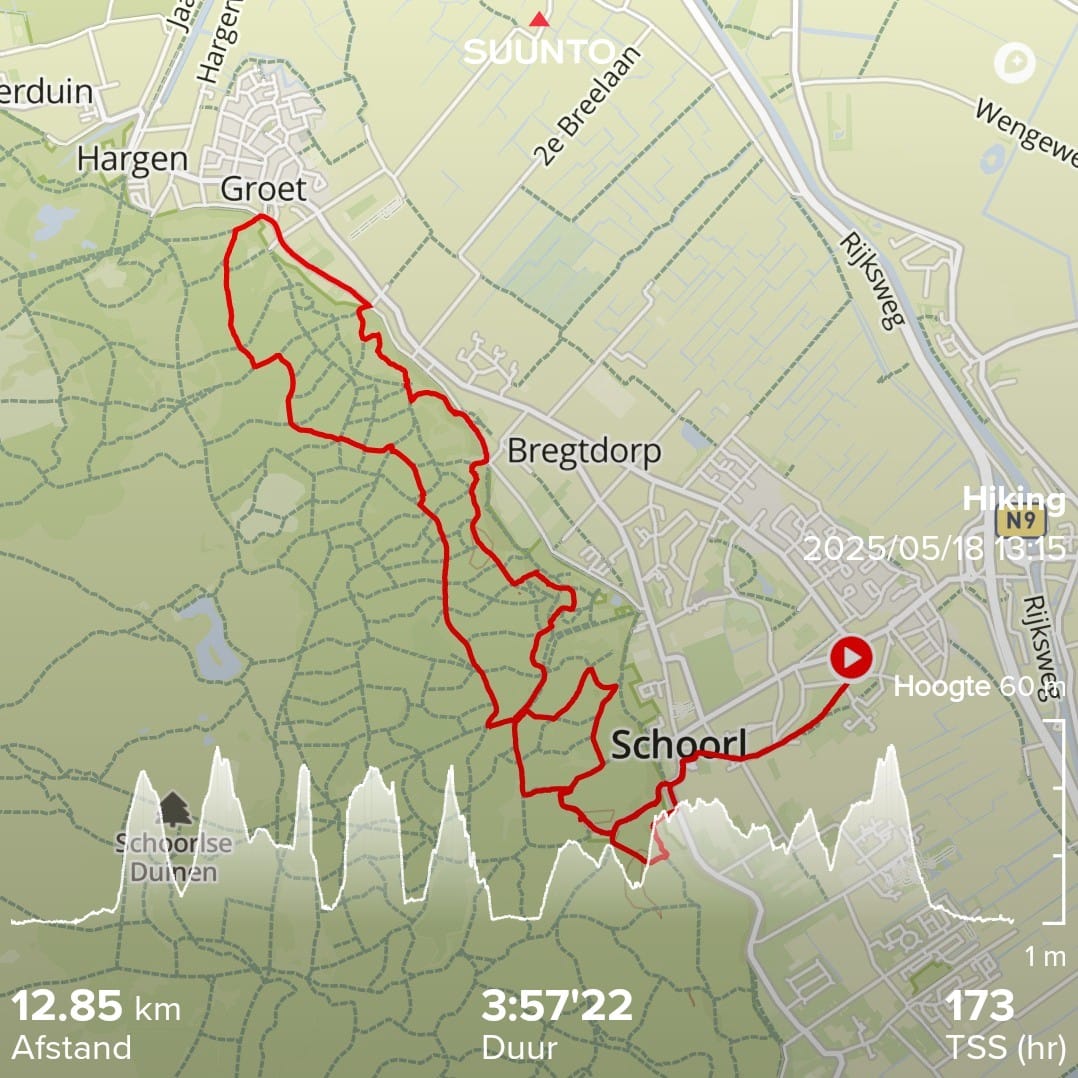 Jaa
Hargen
SUUNTO
2e Breelaan
erduin
Wengewe
Hargen
Groet
Rijksweg
Bregtdorp
Hiking
N9
2025/05/18 13:15
Rijksweg
Hoogte 60 m
Schoorl
Schoorlse
Duinen
1 m
12.85 km
3:57'22
173
Afstand
Duur
TSS (hr)